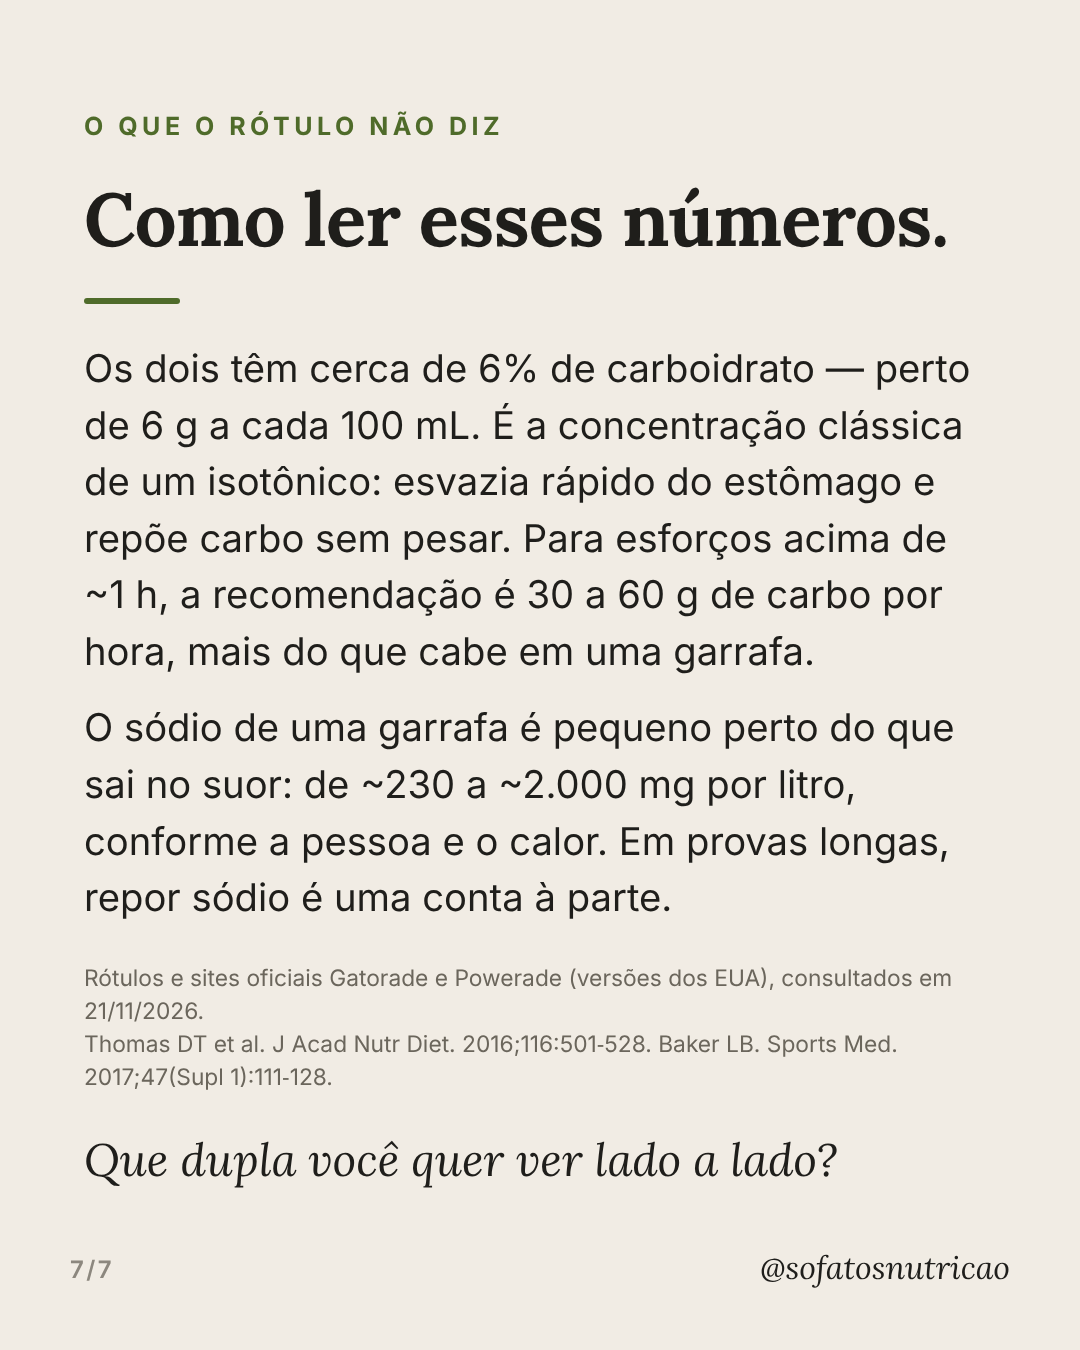 O QUE O RÓTULO NÃO DIZ
Como ler esses números.
Os dois têm cerca de 6% de carboidrato — perto
de 6 g a cada 100 mL. É a concentração clássica
de um isotônico: esvazia rápido do estômago e
repõe carbo sem pesar. Para esforços acima de
~1 h, a recomendação é 30 a 60 g de carbo por
hora, mais do que cabe em uma garrafa.
O sódio de uma garrafa é pequeno perto do que
sai no suor: de ~230 a ~2.000 mg por litro,
conforme a pessoa e o calor. Em provas longas,
repor sódio é uma conta à parte.
Rótulos e sites oficiais Gatorade e Powerade (versões dos EUA), consultados em
21/11/2026.
Thomas DT et al. J Acad Nutr Diet. 2016;116:501-528. Baker LB. Sports Med.
2017;47(Supl 1):111-128.
Que dupla você quer ver lado a lado?
7/7
@sofatosnutricao